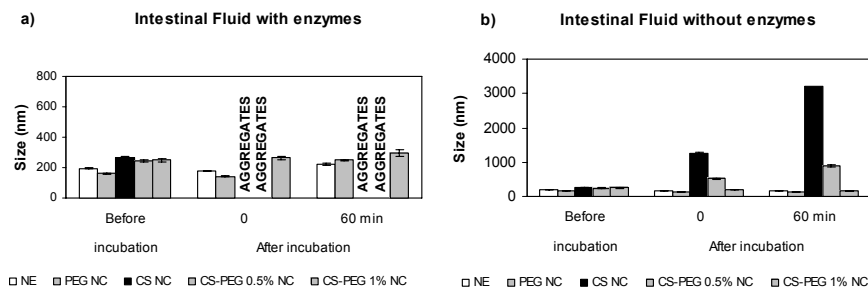 a) Intestinal Fluid with enzymes
Size (nm)
800
600
400
200
0
AGGREGATES
AGGREGATES
AGGREGATES
AGGREGATES
Before 0 60 min
incubation After incubation
NE PEG NC CS NC CS-PEG 0.5% NC CS-PEG 1% NC
b) Intestinal Fluid without enzymes
Size (nm)
4000
3000
2000
1000
0
Before 0 60 min
incubation After incubation
NE PEG NC CS NC CS-PEG 0.5% NC CS-PEG 1% NC